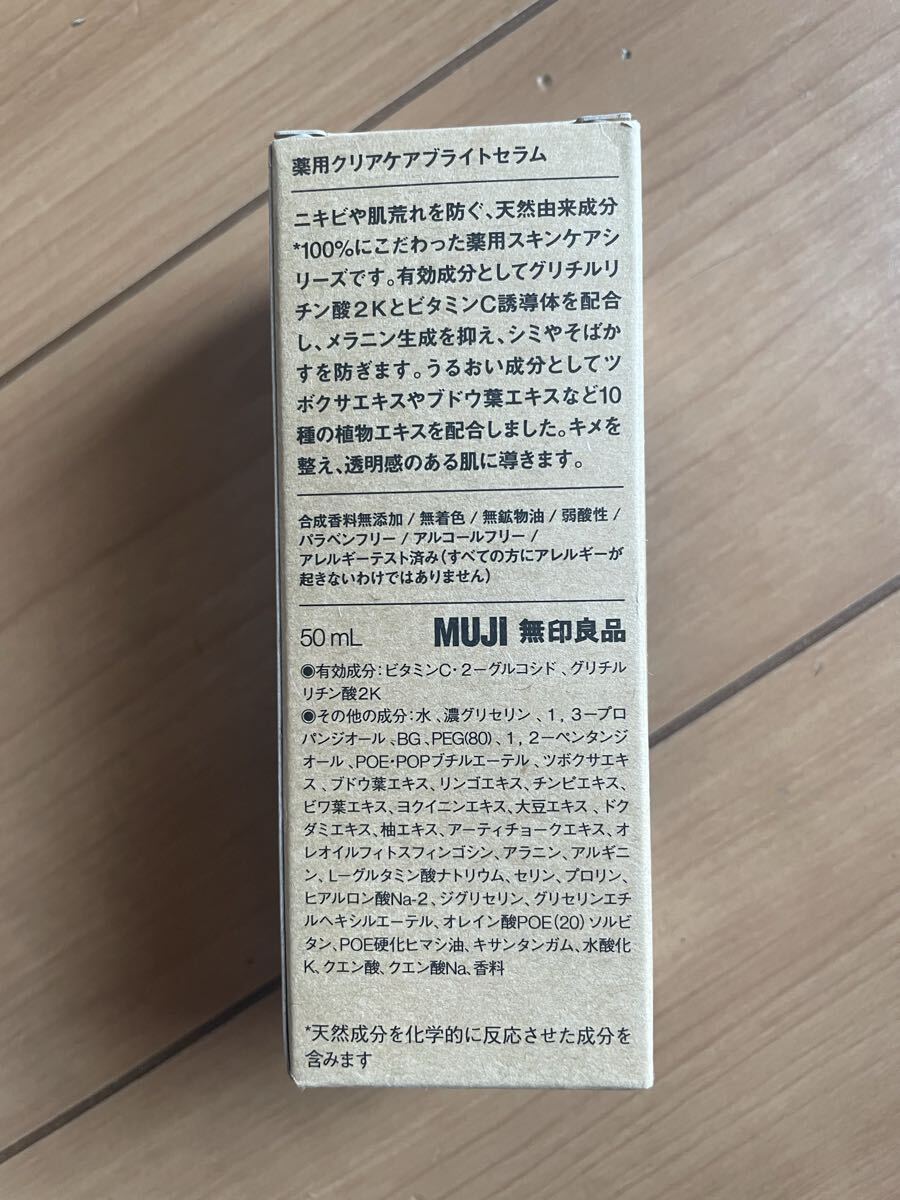 薬用クリアケアブライトセラム
ニキビや肌荒れを防ぐ、天然由来成分
*100%にこだわった薬用スキンケアシ
リーズです。有効成分としてグリチルリ
チン酸2KとビタミンC誘導体を配合
し、メラニン生成を抑え、シミやそばか
すを防ぎます。うるおい成分としてツ
ボクサエキスやブドウ葉エキスなど10
種の植物エキスを配合しました。キメを
整え、透明感のある肌に導きます。
合成香料無添加 / 無着色 / 無鉱物油 / 弱酸性 /
パラベンフリー / アルコールフリー /
アレルギーテスト済み(すべての方にアレルギーが
起きないわけではありません)
50 mL MUJI 無印良品
●有効成分:ビタミンC・2-グルコシド 、グリチル
リチン酸2K
●その他の成分:水 、濃グリセリン 、1, 3-プロ
パンジオール 、BG 、PEG(80) 、1, 2-ペンタンジ
オール 、POE・POPブチルエーテル 、ツボクサエキ
ス 、ブドウ葉エキス、リンゴエキス、チンピエキス、
ビワ葉エキス、ヨクイニンエキス、大豆エキス 、ドク
ダミエキス、柚エキス、アーティチョークエキス、オ
レオイルフィトスフィンゴシン、アラニン、アルギニ
ン、L-グルタミン酸ナトリウム、セリン、プロリン、
ヒアルロン酸Na-2、ジグリセリン、グリセリンエチ
ルヘキシルエーテル、オレイン酸POE(20)ソルビ
タン、POE硬化ヒマシ油、キサンタンガム、水酸化
K、クエン酸、クエン酸Na、香料
*天然成分を化学的に反応させた成分を
含みます